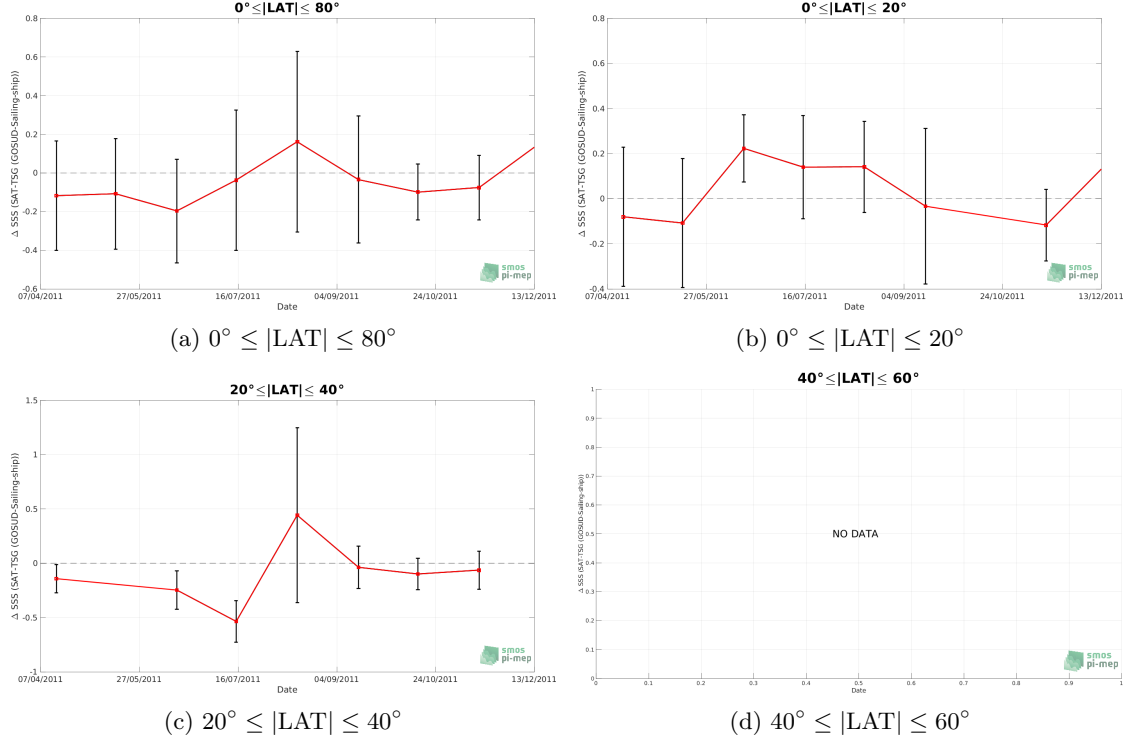 0°≤|LAT|≤ 80°
0.8
0.6
0.4
0.2
0
-0.2
-0.4
-0.6
Δ SSS (SAT-TSG (GOSUD-Sailing-ship))
07/04/2011 27/05/2011 16/07/2011 04/09/2011 24/10/2011 13/12/2011
Date
smos
pi-mep
(a) 0° ≤ |LAT| ≤ 80°
0°≤|LAT|≤ 20°
0.8
0.6
0.4
0.2
0
-0.2
-0.4
Δ SSS (SAT-TSG (GOSUD-Sailing-ship))
07/04/2011 27/05/2011 16/07/2011 04/09/2011 24/10/2011 13/12/2011
Date
smos
pi-mep
(b) 0° ≤ |LAT| ≤ 20°
20°≤|LAT|≤ 40°
1.5
1
0.5
0
-0.5
-1
Δ SSS (SAT-TSG (GOSUD-Sailing-ship))
07/04/2011 27/05/2011 16/07/2011 04/09/2011 24/10/2011 13/12/2011
Date
smos
pi-mep
(c) 20° ≤ |LAT| ≤ 40°
40°≤|LAT|≤ 60°
1
0.9
0.8
0.7
0.6
0.5
0.4
0.3
0.2
0.1
0
Δ SSS (SAT-TSG (GOSUD-Sailing-ship))
NO DATA
0 0.1 0.2 0.3 0.4 0.5 0.6 0.7 0.8 0.9 1
Date
smos
pi-mep
(d) 40° ≤ |LAT| ≤ 60°